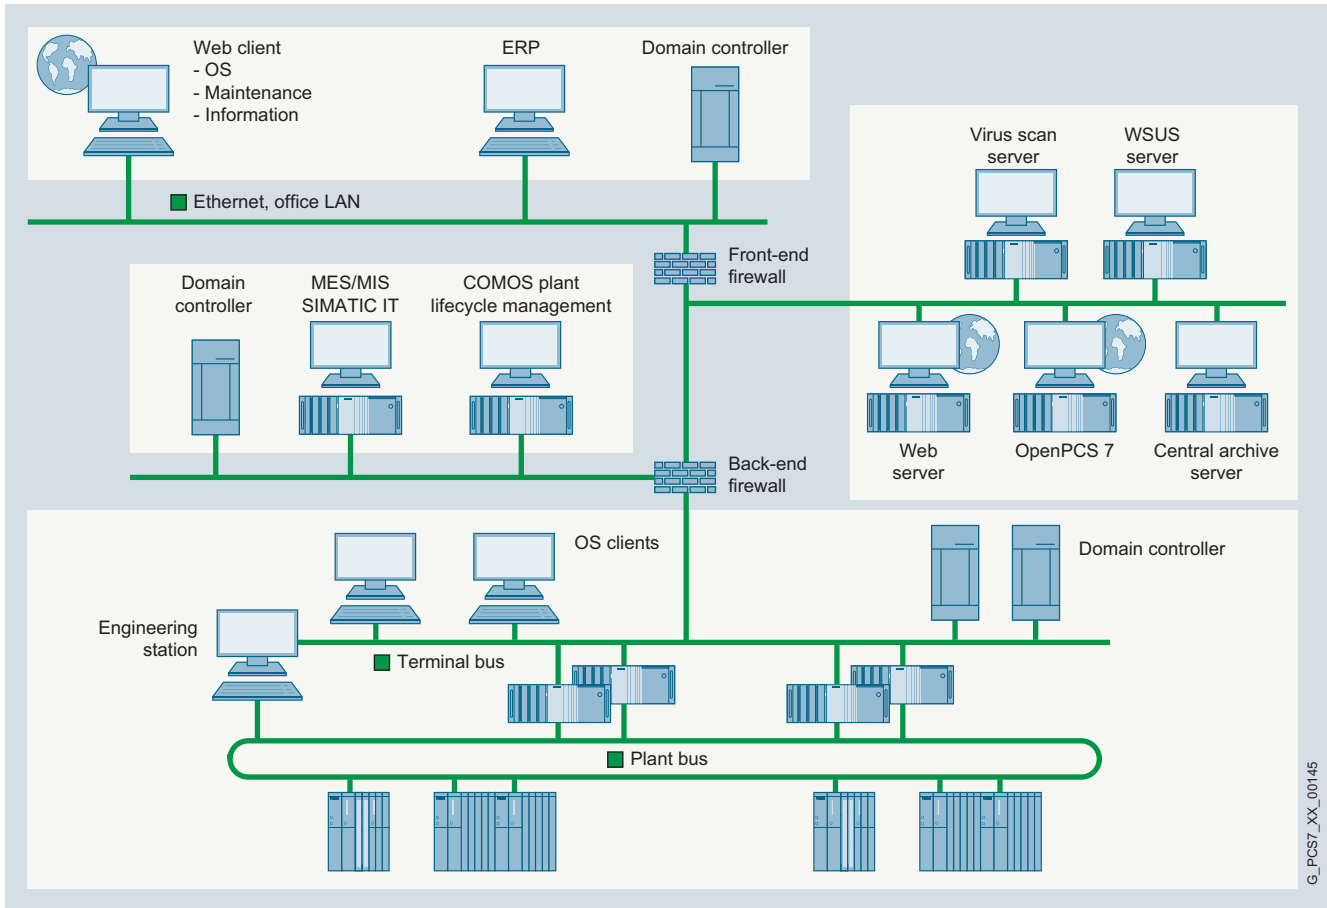 Web client
- OS
- Maintenance
- Information
ERP
Domain controller
Ethernet, office LAN
Virus scan
server
WSUS
server
Front-end
firewall
Domain
controller
MES/MIS
SIMATIC IT
COMOS plant
lifecycle management
Web
server
OpenPCS 7
Central archive
server
Back-end
firewall
OS clients
Domain controller
Engineering
station
Terminal bus
Plant bus
G_PCS7_XX_00145